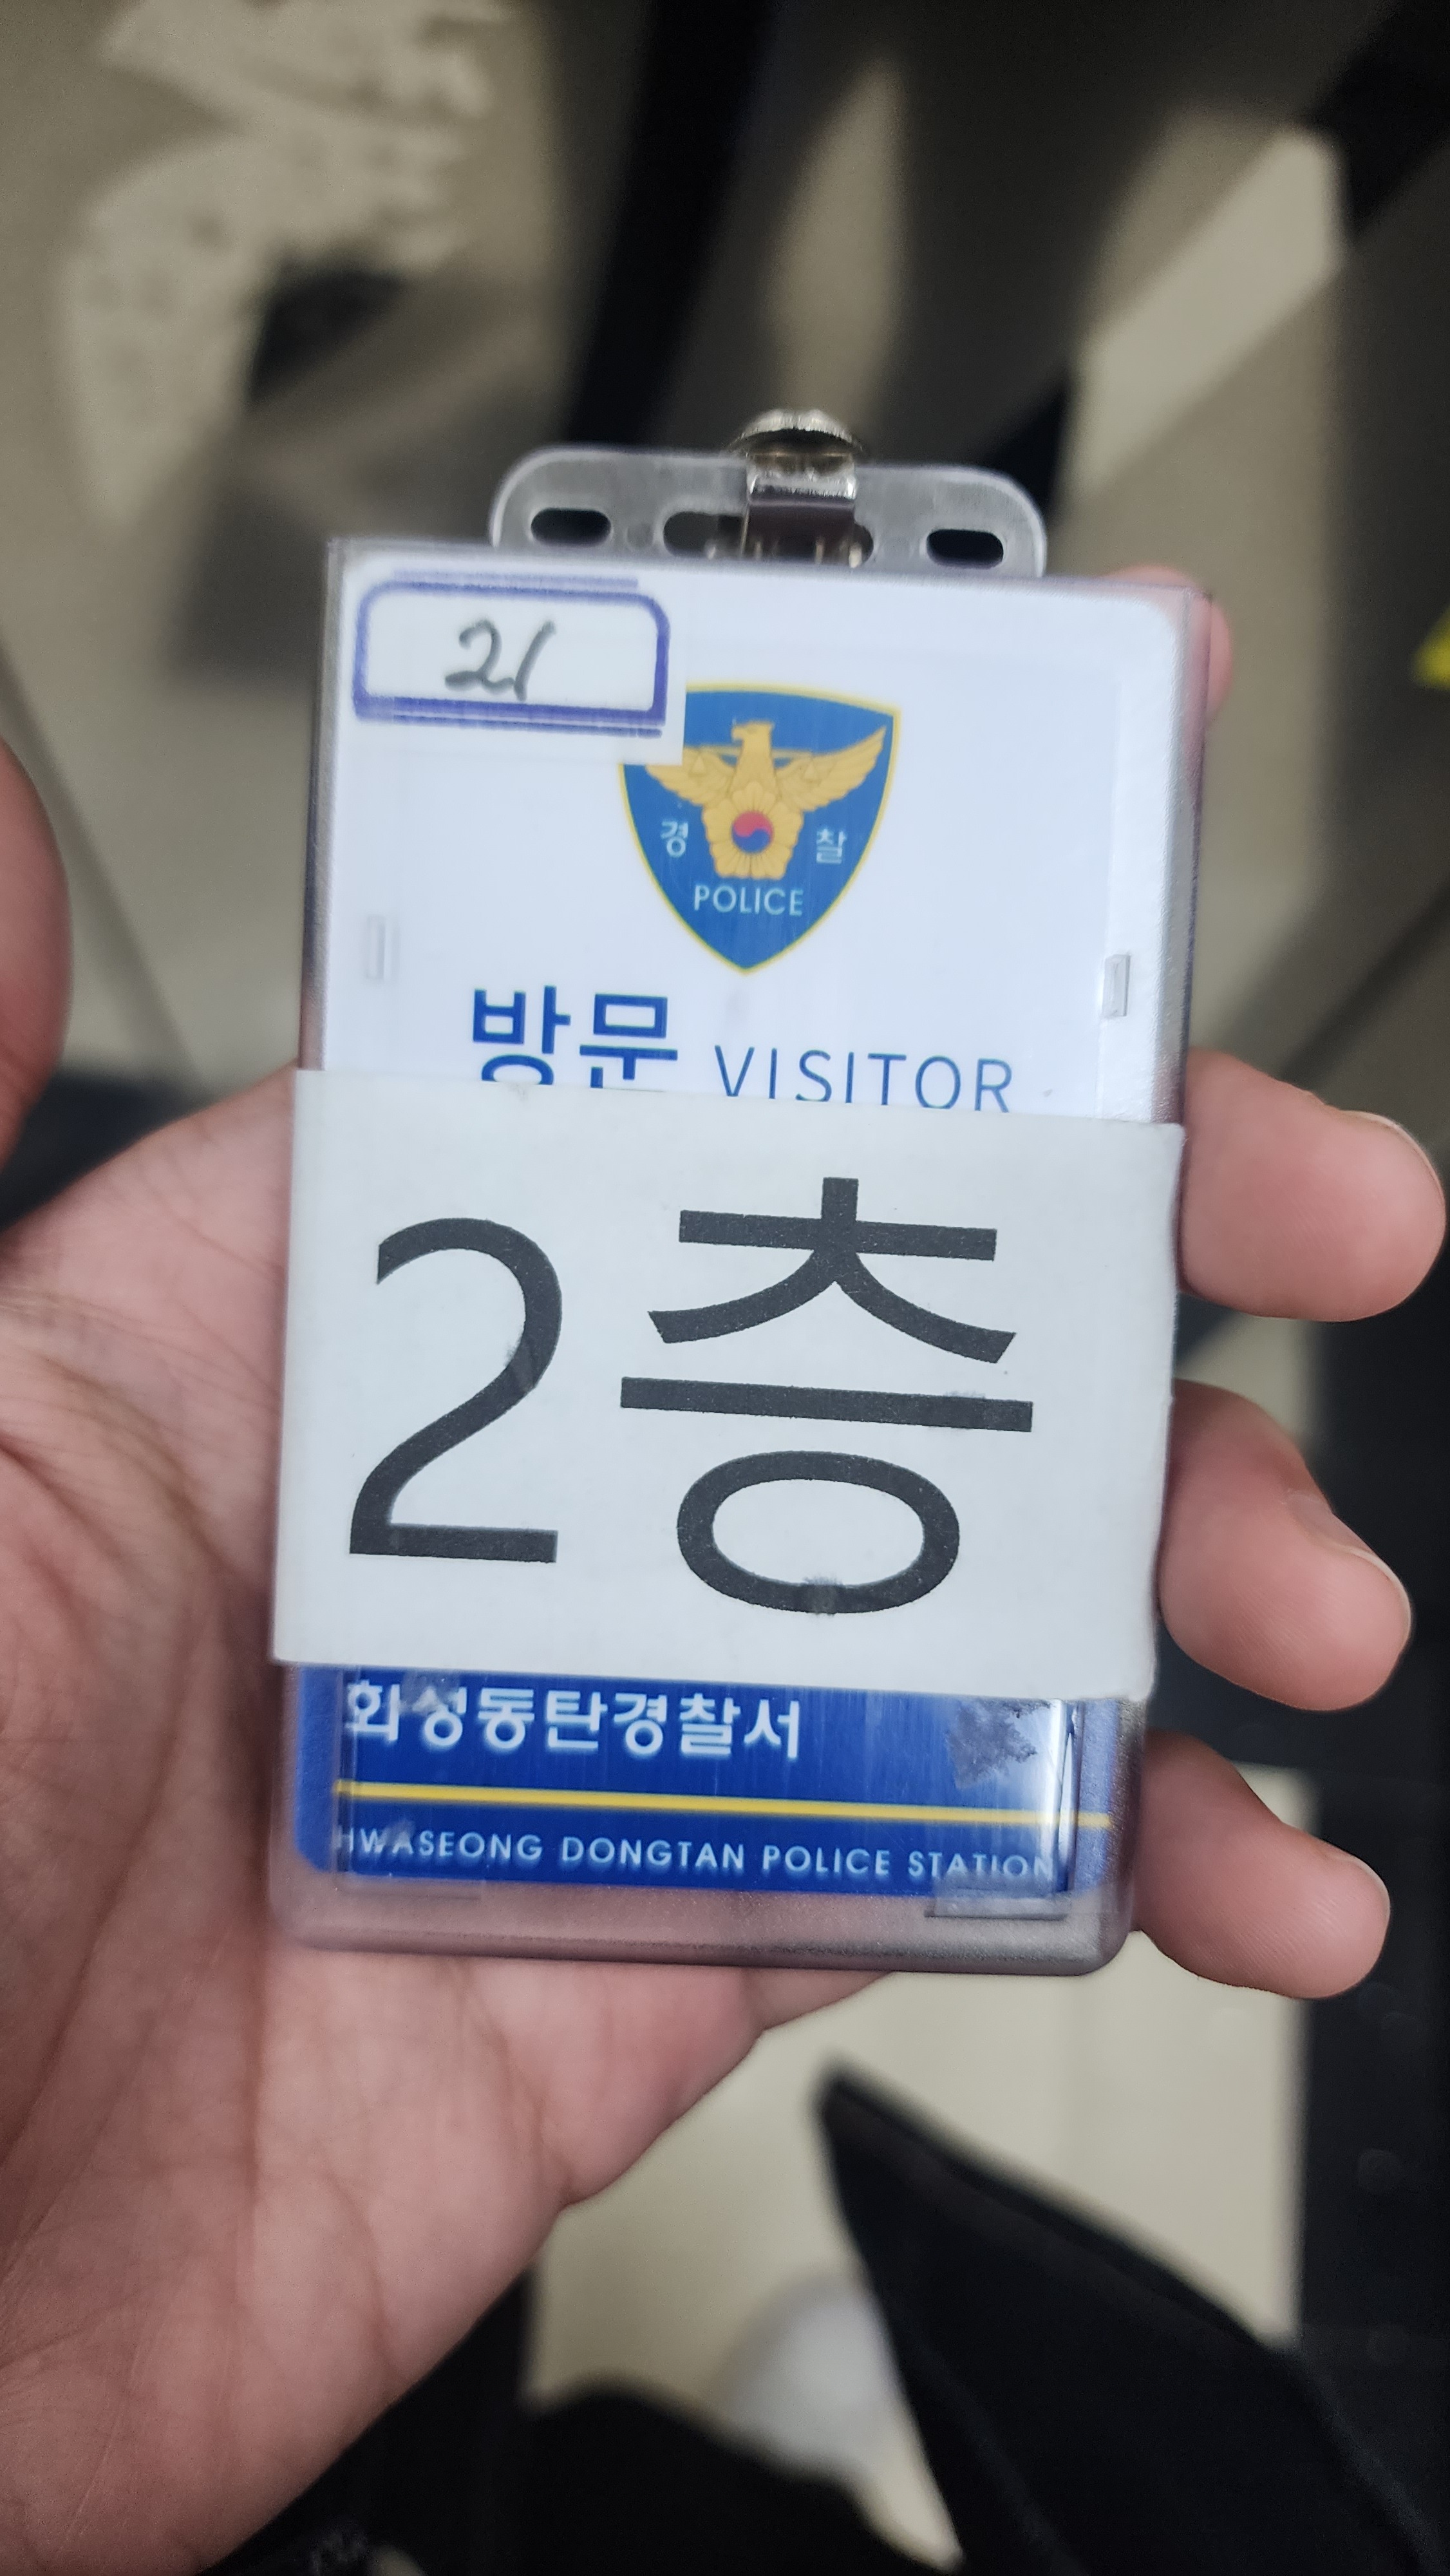 21
경 찰
POLICE
방문 VISITOR
2층
화성동탄경찰서
HWASEONG DONGTAN POLICE STATION